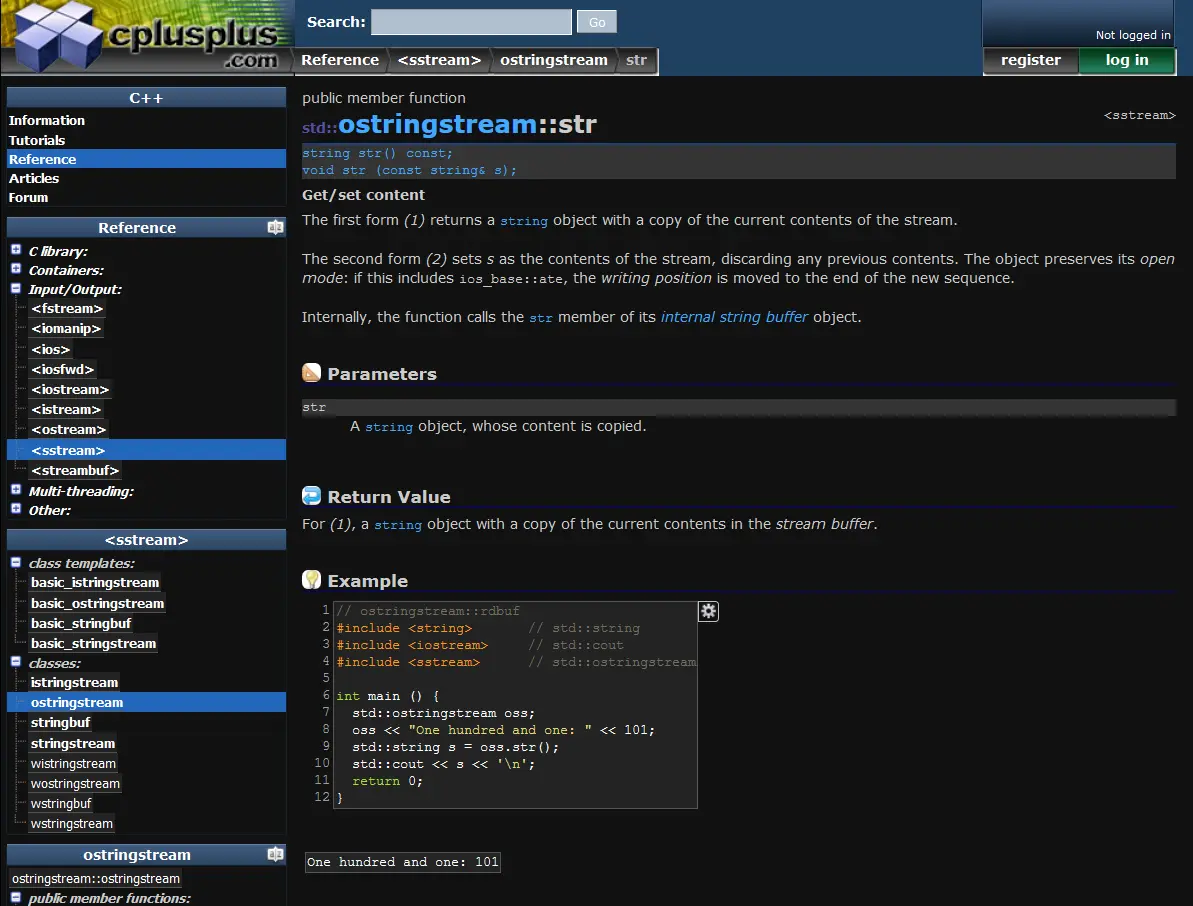 cplusplus
.com
Search:
Go
Not logged in
Reference
<sstream>
ostringstream
str
register
log in
C++
Information
Tutorials
Reference
Articles
Forum
Reference
C library:
Containers:
Input/Output:
<fstream>
<iomanip>
<ios>
<iosfwd>
<iostream>
<istream>
<ostream>
<sstream>
<streambuf>
Multi-threading:
Other:
<sstream>
class templates:
basic_istringstream
basic_ostringstream
basic_stringbuf
basic_stringstream
classes:
istringstream
ostringstream
stringbuf
stringstream
wistringstream
wostringstream
wstringbuf
wstringstream
ostringstream
ostringstream::ostringstream
public member functions:
public member function
<sstream>
std::ostringstream::str
string str() const;
void str (const string& s);
Get/set content
The first form (1) returns a string object with a copy of the current contents of the stream.
The second form (2) sets s as the contents of the stream, discarding any previous contents. The object preserves its open
mode: if this includes ios_base::ate, the writing position is moved to the end of the new sequence.
Internally, the function calls the str member of its internal string buffer object.
Parameters
str
A string object, whose content is copied.
Return Value
For (1), a string object with a copy of the current contents in the stream buffer.
Example
1 // ostringstream::rdbuf
2 #include <string>       // std::string
3 #include <iostream>     // std::cout
4 #include <sstream>      // std::ostringstream
5
6 int main () {
7   std::ostringstream oss;
8   oss << "One hundred and one: " << 101;
9   std::string s = oss.str();
10   std::cout << s << '\n';
11   return 0;
12 }
One hundred and one: 101